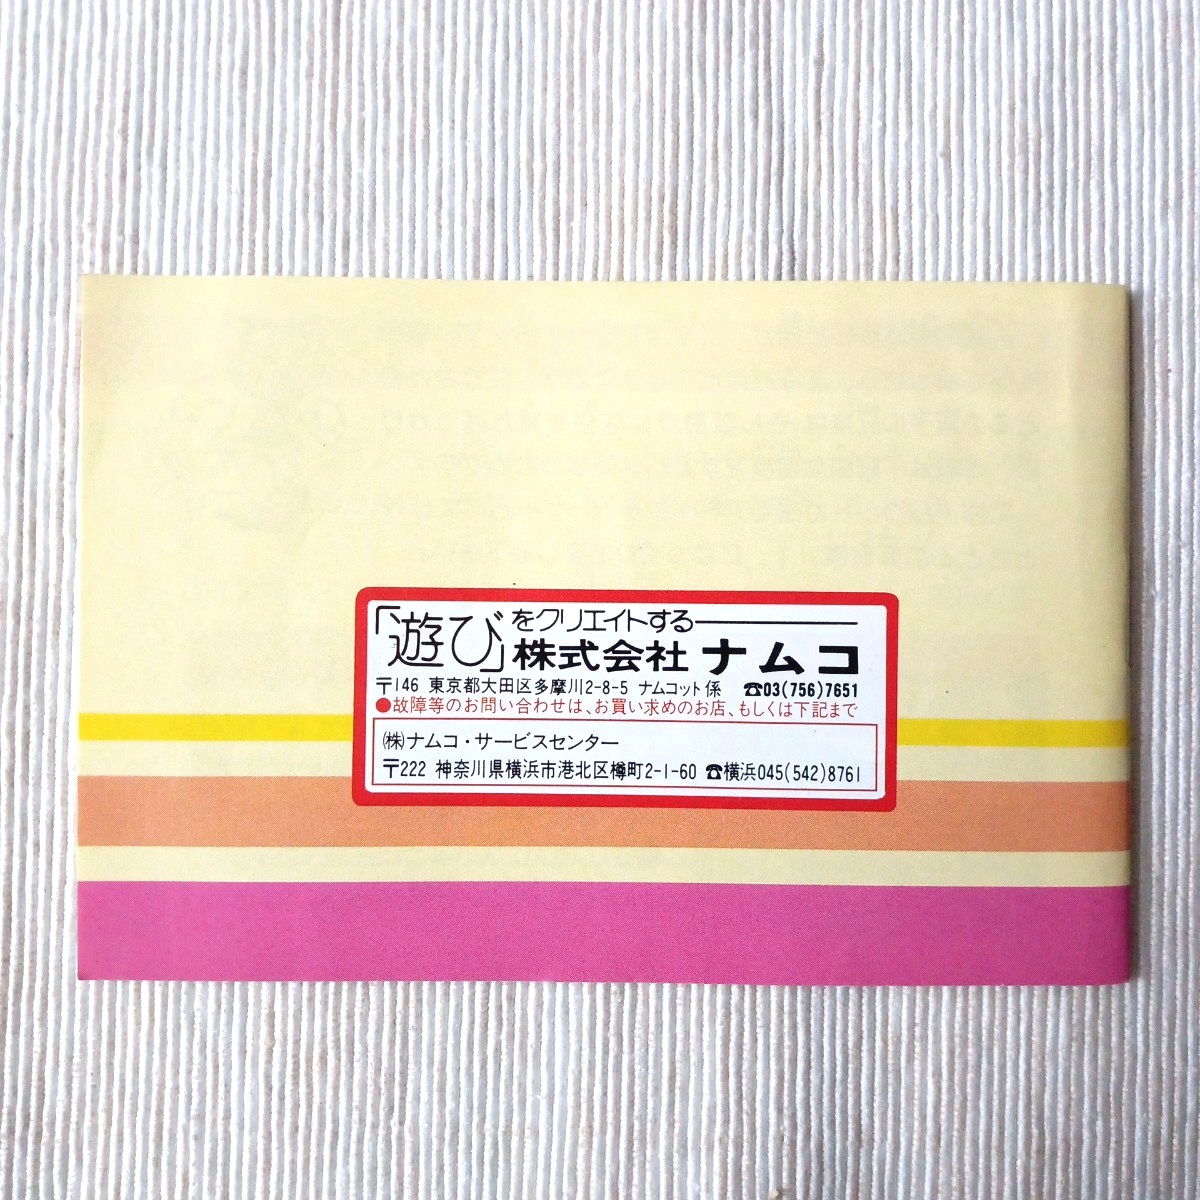 「遊び」をクリエイトする──
株式会社 ナムコ
〒146 東京都大田区多摩川2-8-5 ナムコット係 ☎03(756)7651
●故障等のお問い合わせは、お買い求めのお店、もしくは下記まで
㈱ナムコ・サービスセンター
〒222 神奈川県横浜市港北区樽町2-1-60 ☎横浜045(542)8761